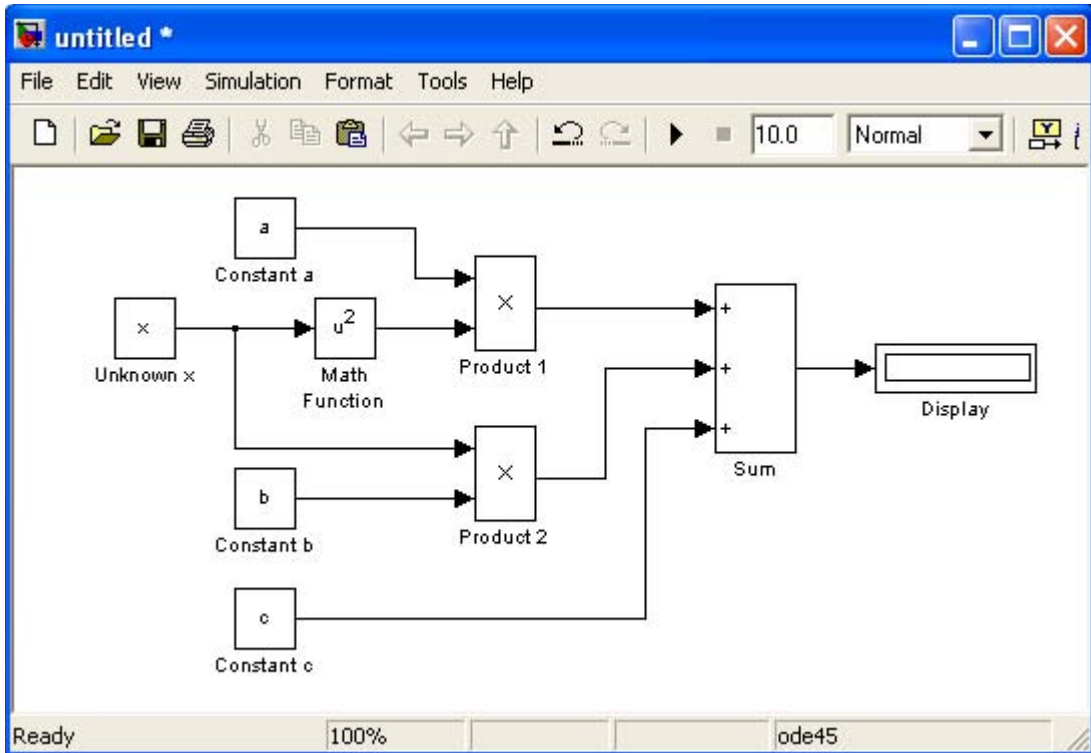 untitled *
File Edit View Simulation Format Tools Help
10.0 Normal
a
Constant a
x
Unknown x
u²
Math
Function
×
Product 1
+
+
+
Sum
Display
b
Constant b
×
Product 2
c
Constant c
Ready 100% ode45